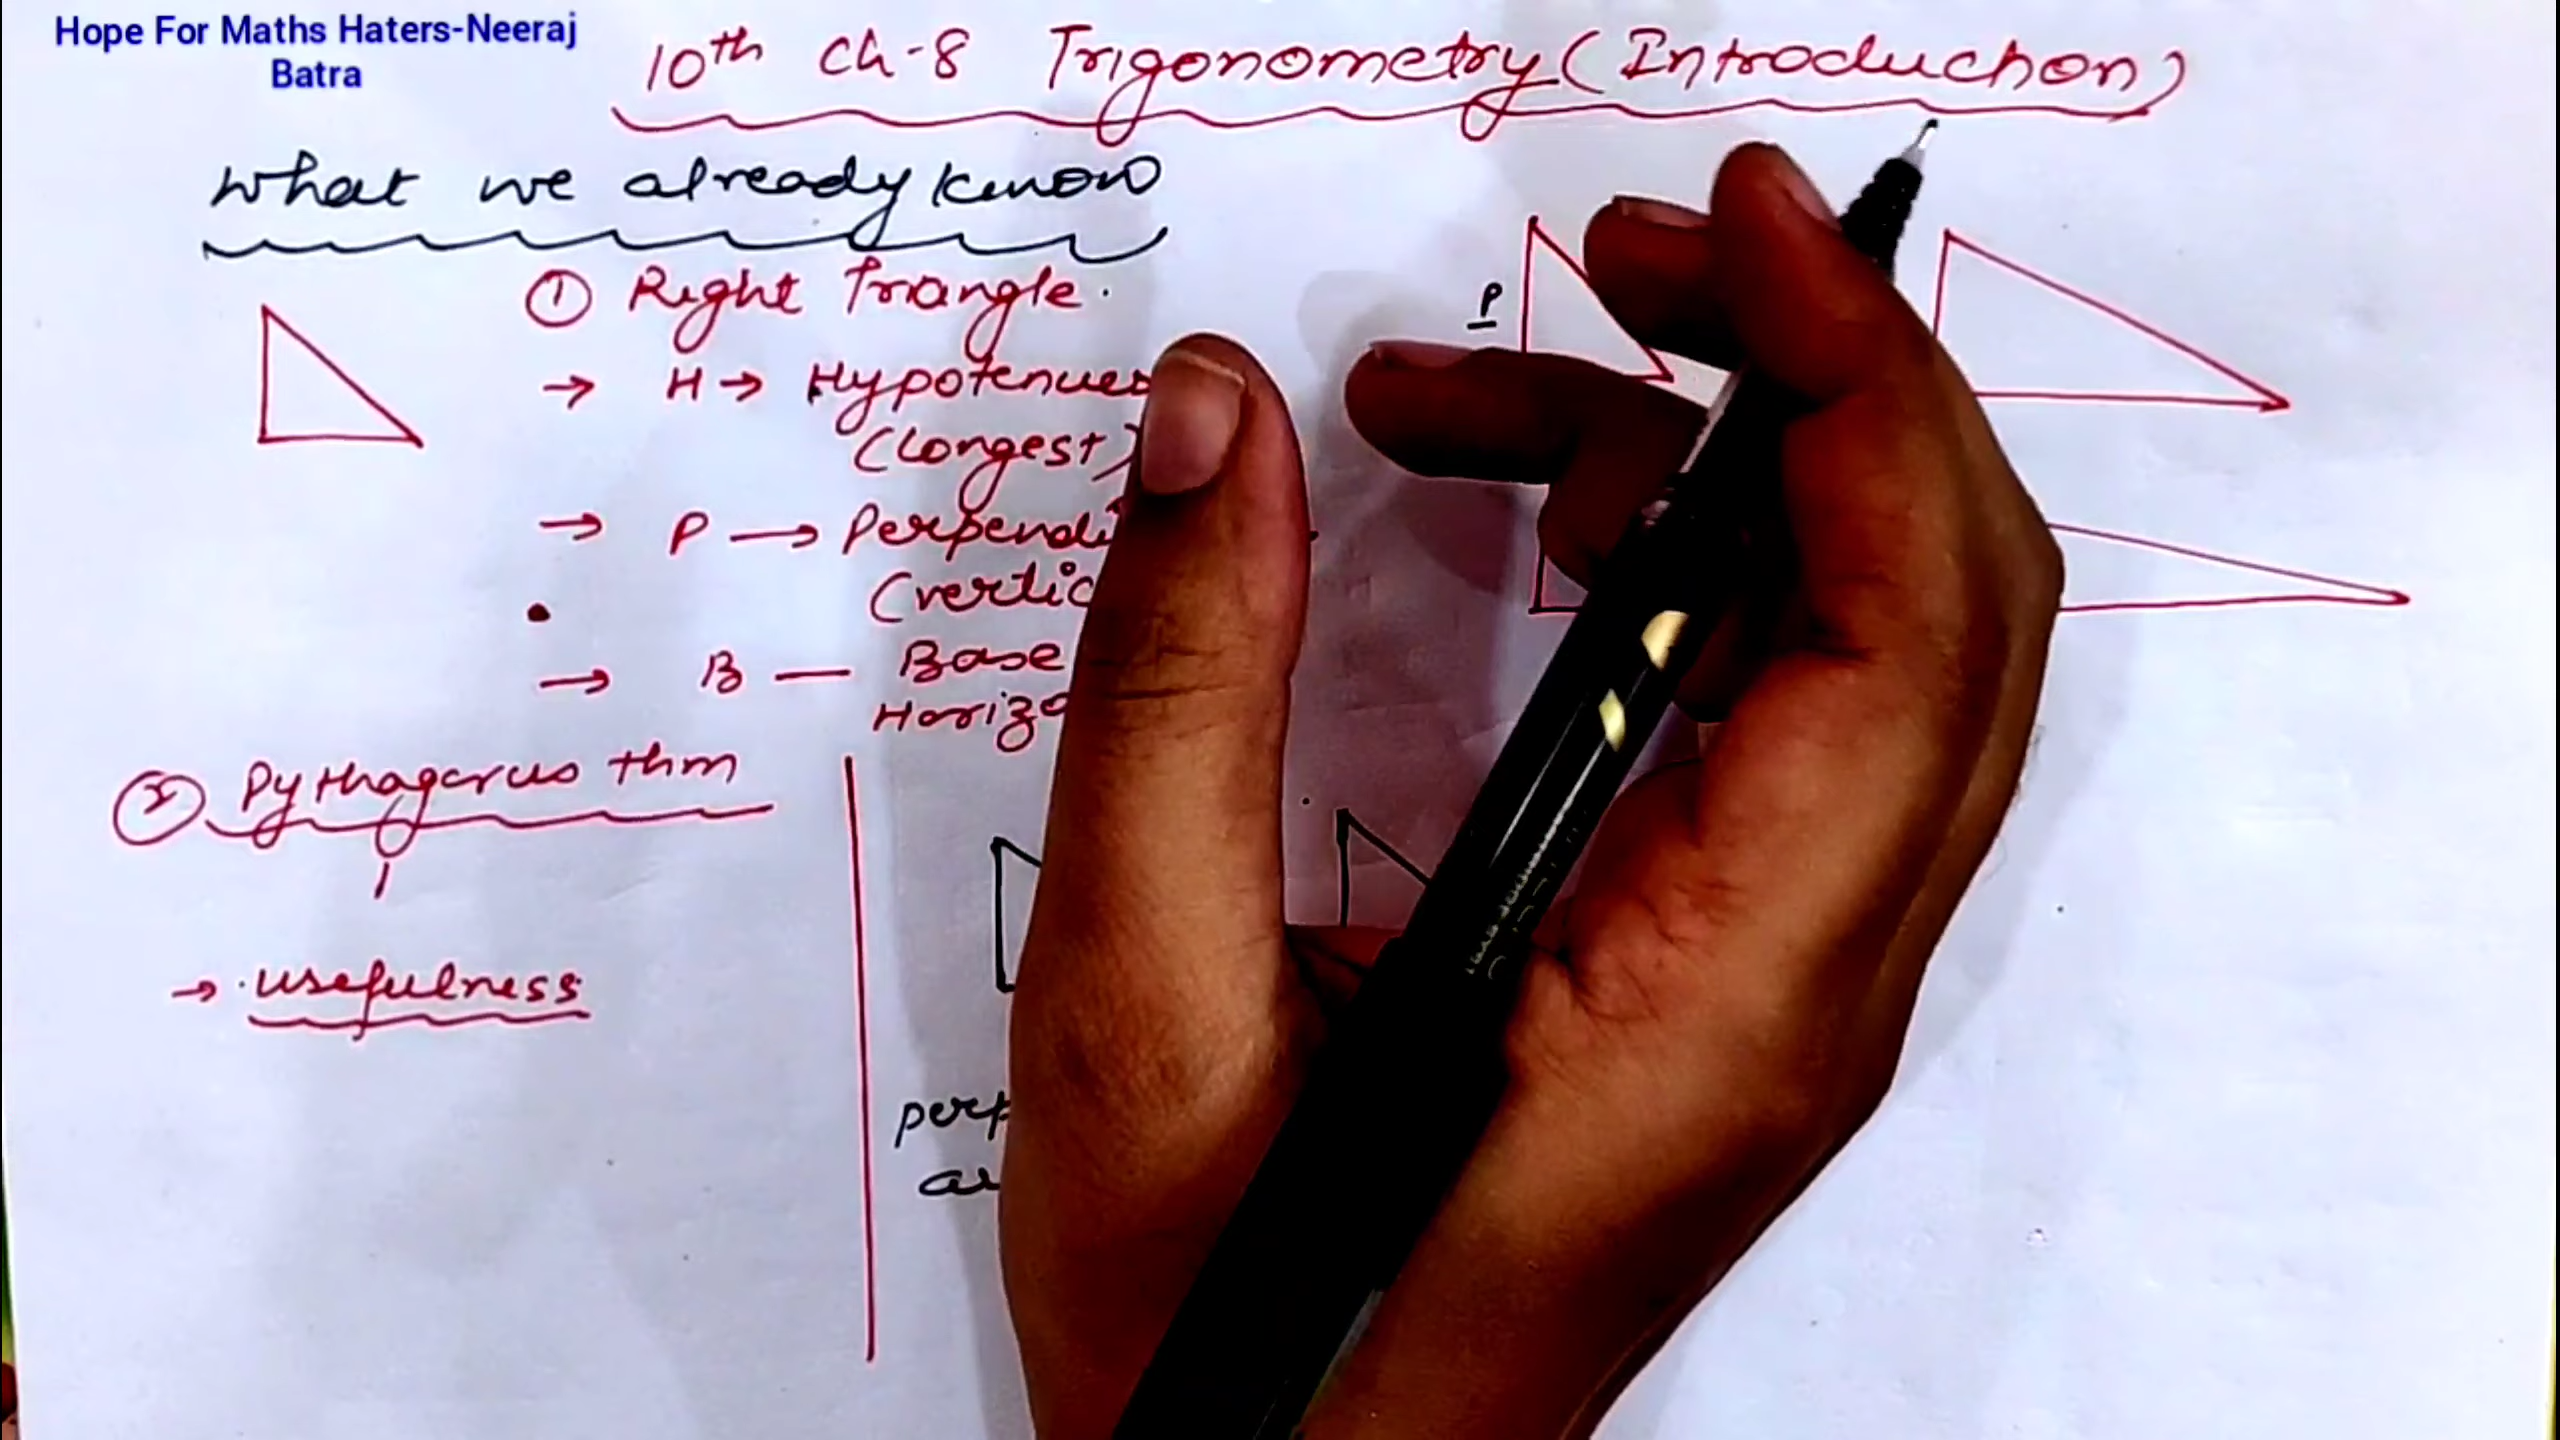 Hope For Maths Haters-Neeraj
Batra
10th Ch-8 Trigonometry (Introduction)
What we already know
① Right Triangle.
→ H → Hypotenues
(Longest)
→ P → Perpendi
(vertic
→ B — Base
Horizo
② Pythagorus thm
→ usefulness
P
perp